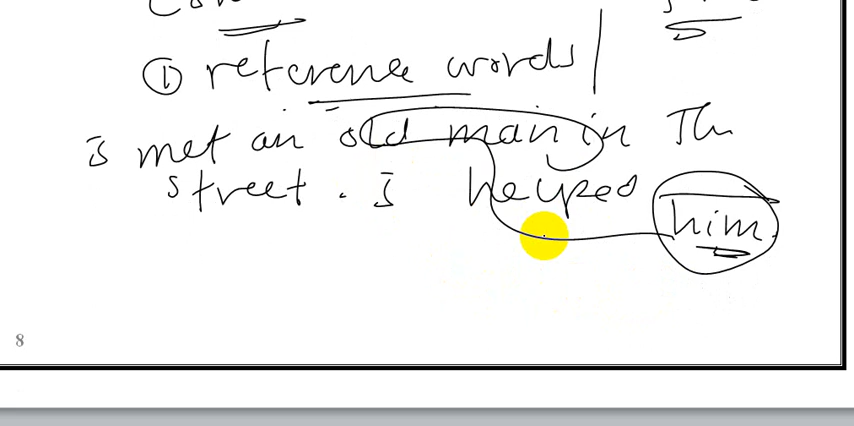 ① reference words
I met an old man in The
street. I helped
him.
8